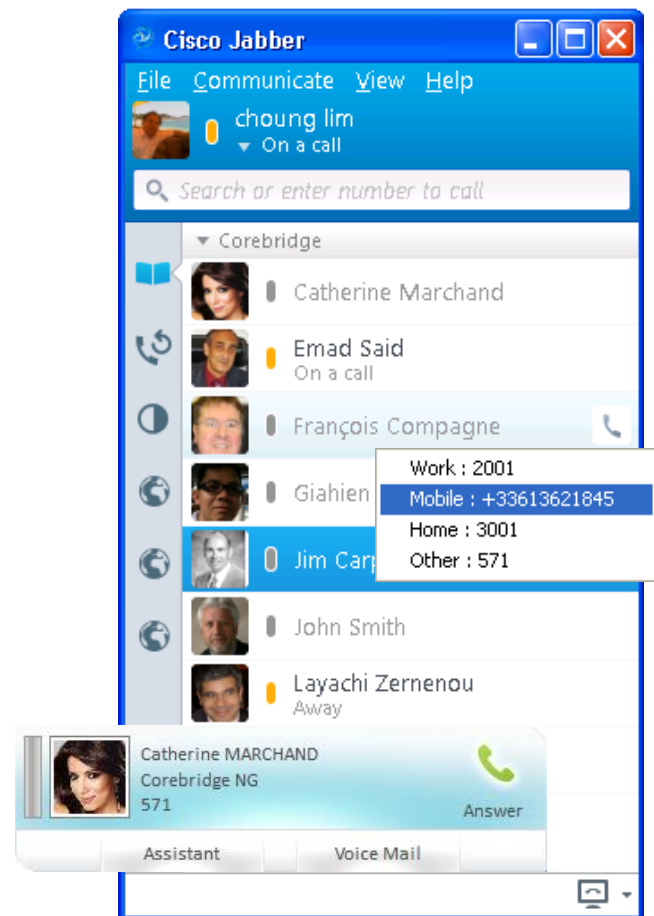 Cisco Jabber
File Communicate View Help
choung lim
On a call
Search or enter number to call
Corebridge
Catherine Marchand
Emad Said
On a call
François Compagne
Work : 2001
Mobile : +33613621845
Home : 3001
Other : 571
Giahien
Jim Carp
John Smith
Layachi Zernenou
Away
Catherine MARCHAND
Corebridge NG
571
Answer
Assistant Voice Mail